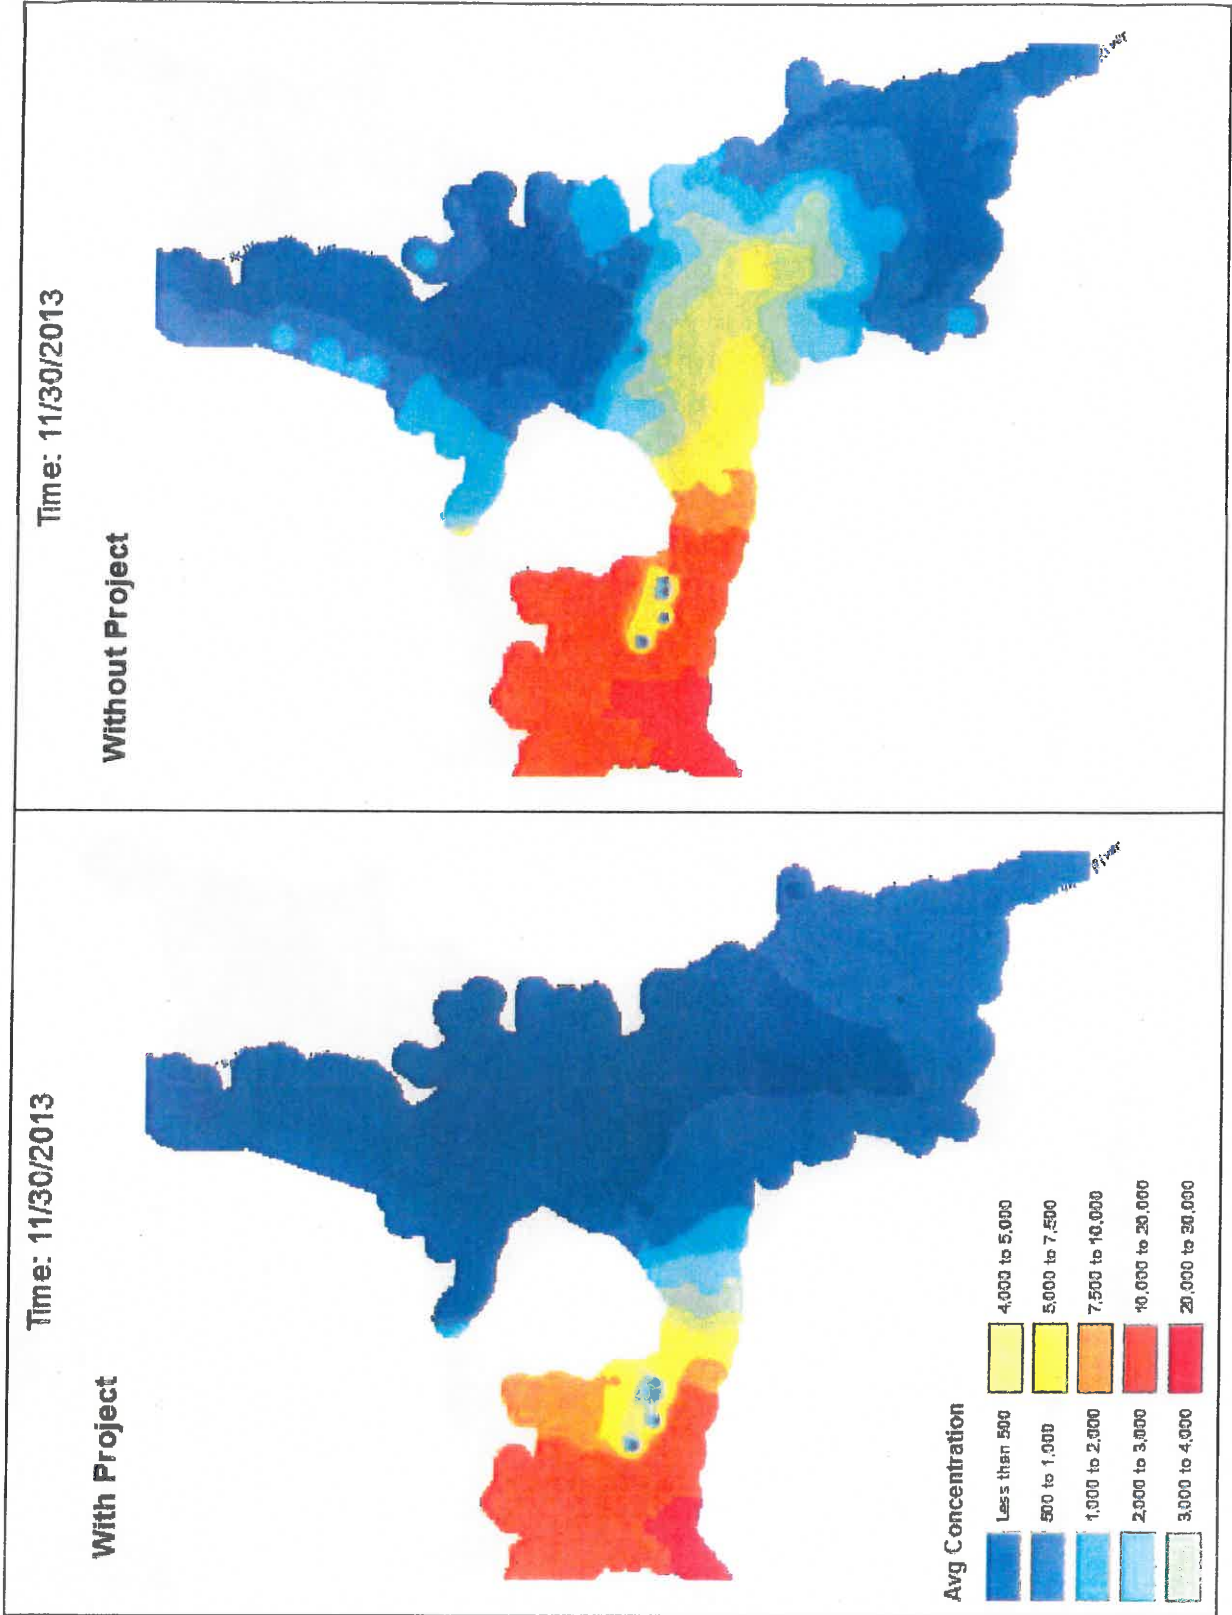 Time: 11/30/2013
With Project
River
Avg Concentration
Less than 500
500 to 1,000
1,000 to 2,000
2,000 to 3,000
3,000 to 4,000
4,000 to 5,000
5,000 to 7,500
7,500 to 10,000
10,000 to 20,000
20,000 to 30,000
Time: 11/30/2013
Without Project
River